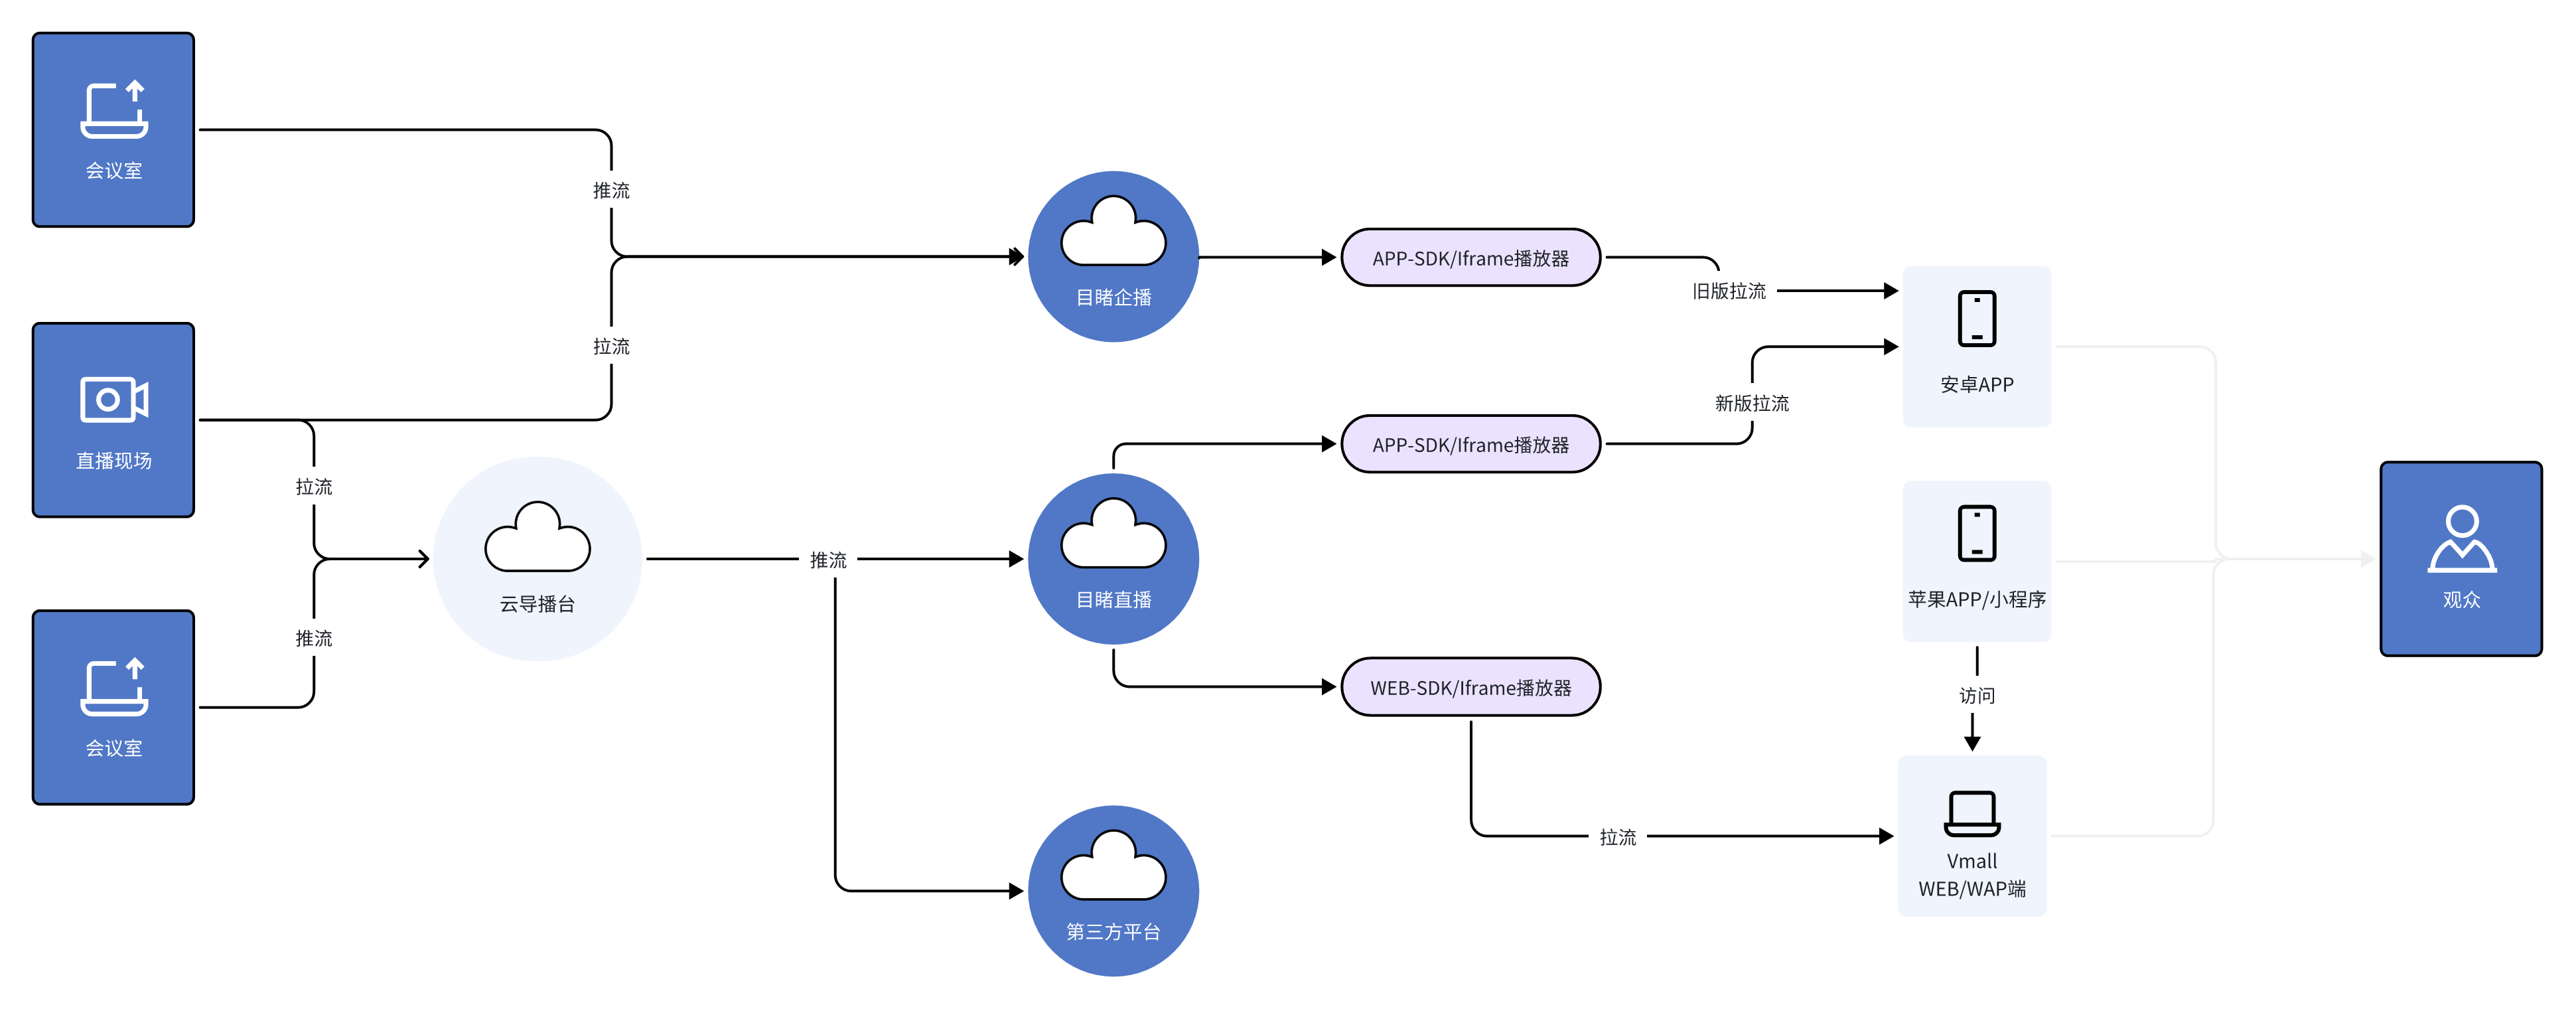 会议室
推流
目睹企播
APP-SDK/Iframe播放器
旧版拉流
拉流
安卓APP
新版拉流
APP-SDK/Iframe播放器
直播现场
拉流
云导播台
推流
目睹直播
苹果APP/小程序
观众
推流
访问
WEB-SDK/Iframe播放器
会议室
拉流
Vmall
WEB/WAP端
第三方平台